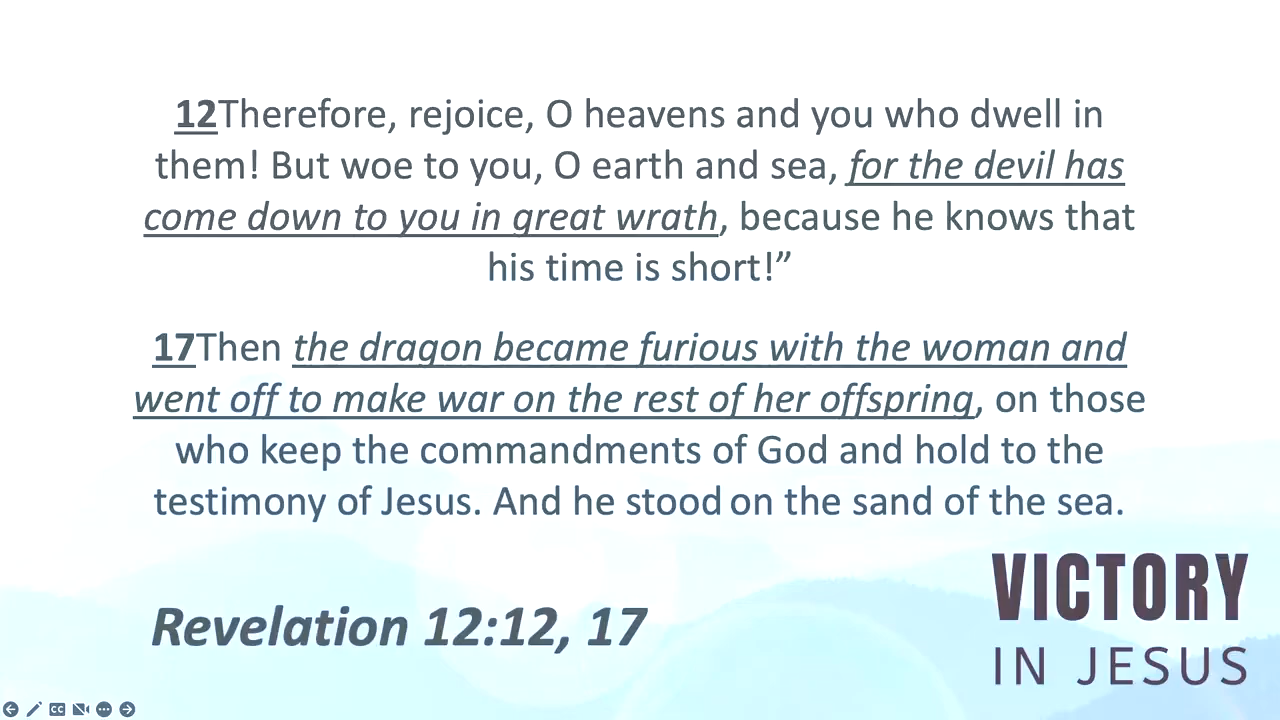 12Therefore, rejoice, O heavens and you who dwell in
them! But woe to you, O earth and sea, for the devil has
come down to you in great wrath, because he knows that
his time is short!”
17Then the dragon became furious with the woman and
went off to make war on the rest of her offspring, on those
who keep the commandments of God and hold to the
testimony of Jesus. And he stood on the sand of the sea.
Revelation 12:12, 17
VICTORY
IN JESUS
CC